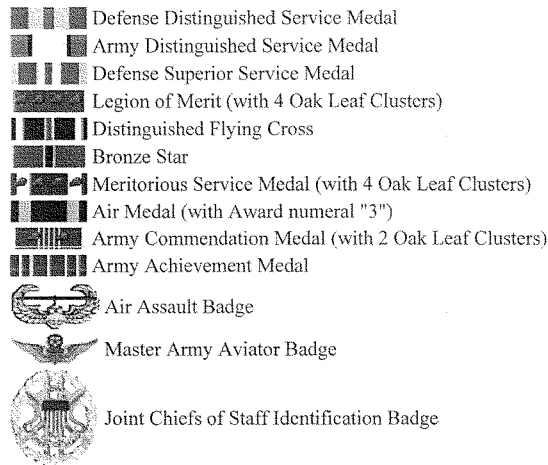 Defense Distinguished Service Medal
Army Distinguished Service Medal
Defense Superior Service Medal
Legion of Merit (with 4 Oak Leaf Clusters)
Distinguished Flying Cross
Bronze Star
Meritorious Service Medal (with 4 Oak Leaf Clusters)
Air Medal (with Award numeral "3")
Army Commendation Medal (with 2 Oak Leaf Clusters)
Army Achievement Medal
Air Assault Badge
Master Army Aviator Badge
Joint Chiefs of Staff Identification Badge